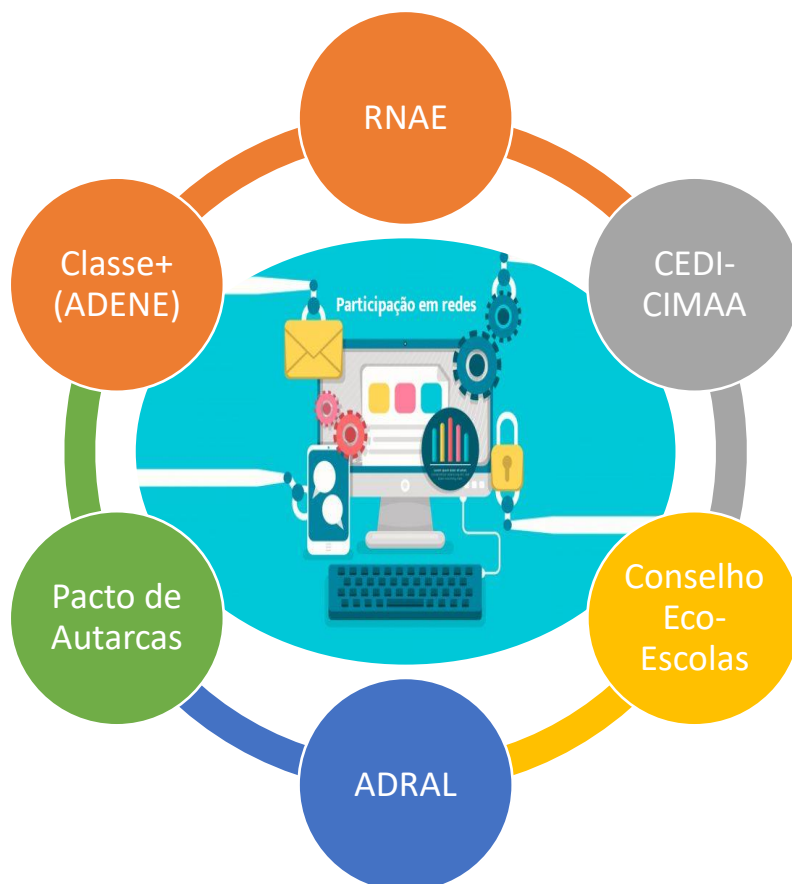 RNAE
Classe+
(ADENE)
CEDI-
CIMAA
Participação em redes
Pacto de
Autarcas
Conselho
Eco-
Escolas
ADRAL